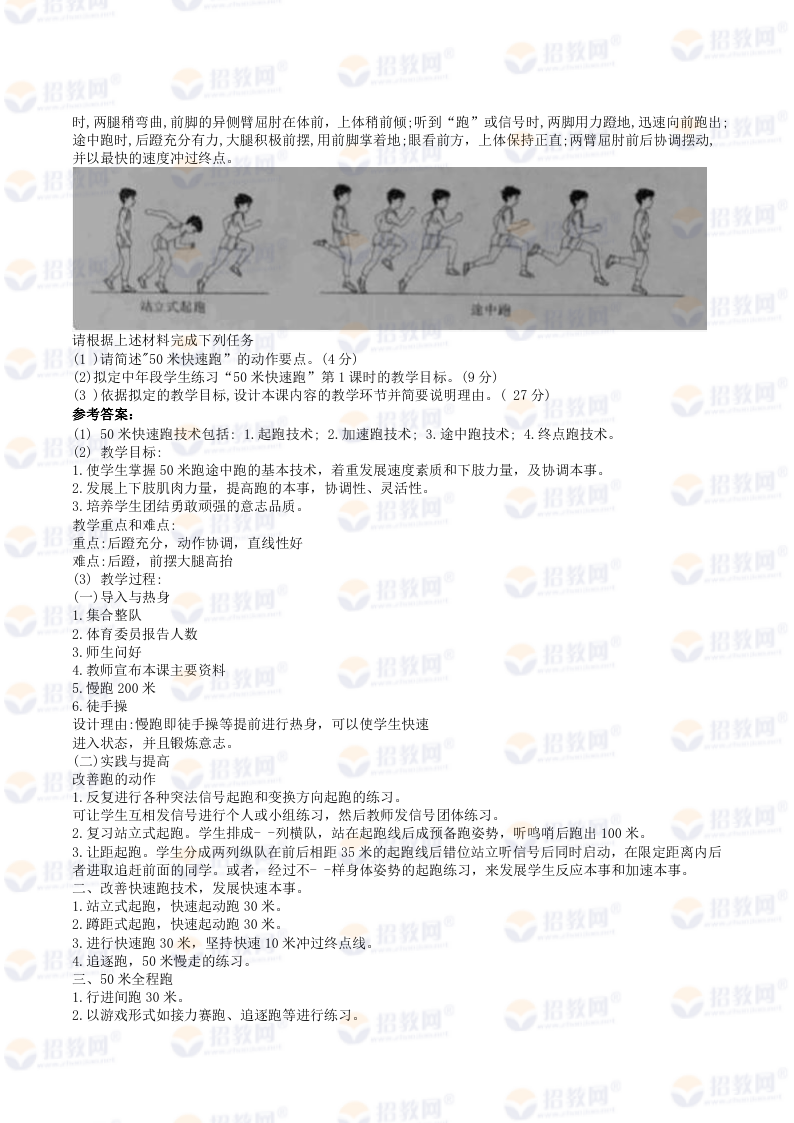 时,两腿稍弯曲,前脚的异侧臂屈肘在体前，上体稍前倾;听到“跑”或信号时,两脚用力蹬地,迅速向前跑出;
途中跑时,后蹬充分有力,大腿积极前摆,用前脚掌着地;眼看前方，上体保持正直;两臂屈肘前后协调摆动,
并以最快的速度冲过终点。
站立式起跑
途中跑
请根据上述材料完成下列任务
(1 )请简述"50 米快速跑”的动作要点。(4 分)
(2)拟定中年段学生练习“50 米快速跑”第 1 课时的教学目标。(9 分)
(3 )依据拟定的教学目标,设计本课内容的教学环节并简要说明理由。( 27 分)
参考答案:
(1) 50 米快速跑技术包括: 1.起跑技术; 2.加速跑技术; 3.途中跑技术; 4.终点跑技术。
(2) 教学目标:
1.使学生掌握 50 米跑途中跑的基本技术，着重发展速度素质和下肢力量，及协调本事。
2.发展上下肢肌肉力量，提高跑的本事，协调性、灵活性。
3.培养学生团结勇敢顽强的意志品质。
教学重点和难点:
重点:后蹬充分，动作协调，直线性好
难点:后蹬，前摆大腿高抬
(3) 教学过程:
(一)导入与热身
1.集合整队
2.体育委员报告人数
3.师生问好
4.教师宣布本课主要资料
5.慢跑 200 米
6.徒手操
设计理由:慢跑即徒手操等提前进行热身，可以使学生快速
进入状态，并且锻炼意志。
(二)实践与提高
改善跑的动作
1.反复进行各种突法信号起跑和变换方向起跑的练习。
可让学生互相发信号进行个人或小组练习，然后教师发信号团体练习。
2.复习站立式起跑。学生排成- -列横队，站在起跑线后成预备跑姿势，听鸣哨后跑出 100 米。
3.让距起跑。学生分成两列纵队在前后相距 35 米的起跑线后错位站立听信号后同时启动，在限定距离内后
者进取追赶前面的同学。或者，经过不- -样身体姿势的起跑练习，来发展学生反应本事和加速本事。
二、改善快速跑技术，发展快速本事。
1.站立式起跑，快速起动跑 30 米。
2.蹲距式起跑，快速起动跑 30 米。
3.进行快速跑 30 米，坚持快速 10 米冲过终点线。
4.追逐跑，50 米慢走的练习。
三、50 米全程跑
1.行进间跑 30 米。
2.以游戏形式如接力赛跑、追逐跑等进行练习。
招教网